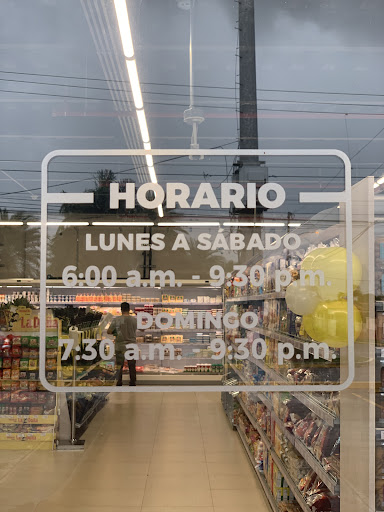 HORARIO
LUNES A SÁBADO
6:00 a.m. - 9:30 p.m.
DOMINGO
7:30 a.m. - 9:30 p.m.